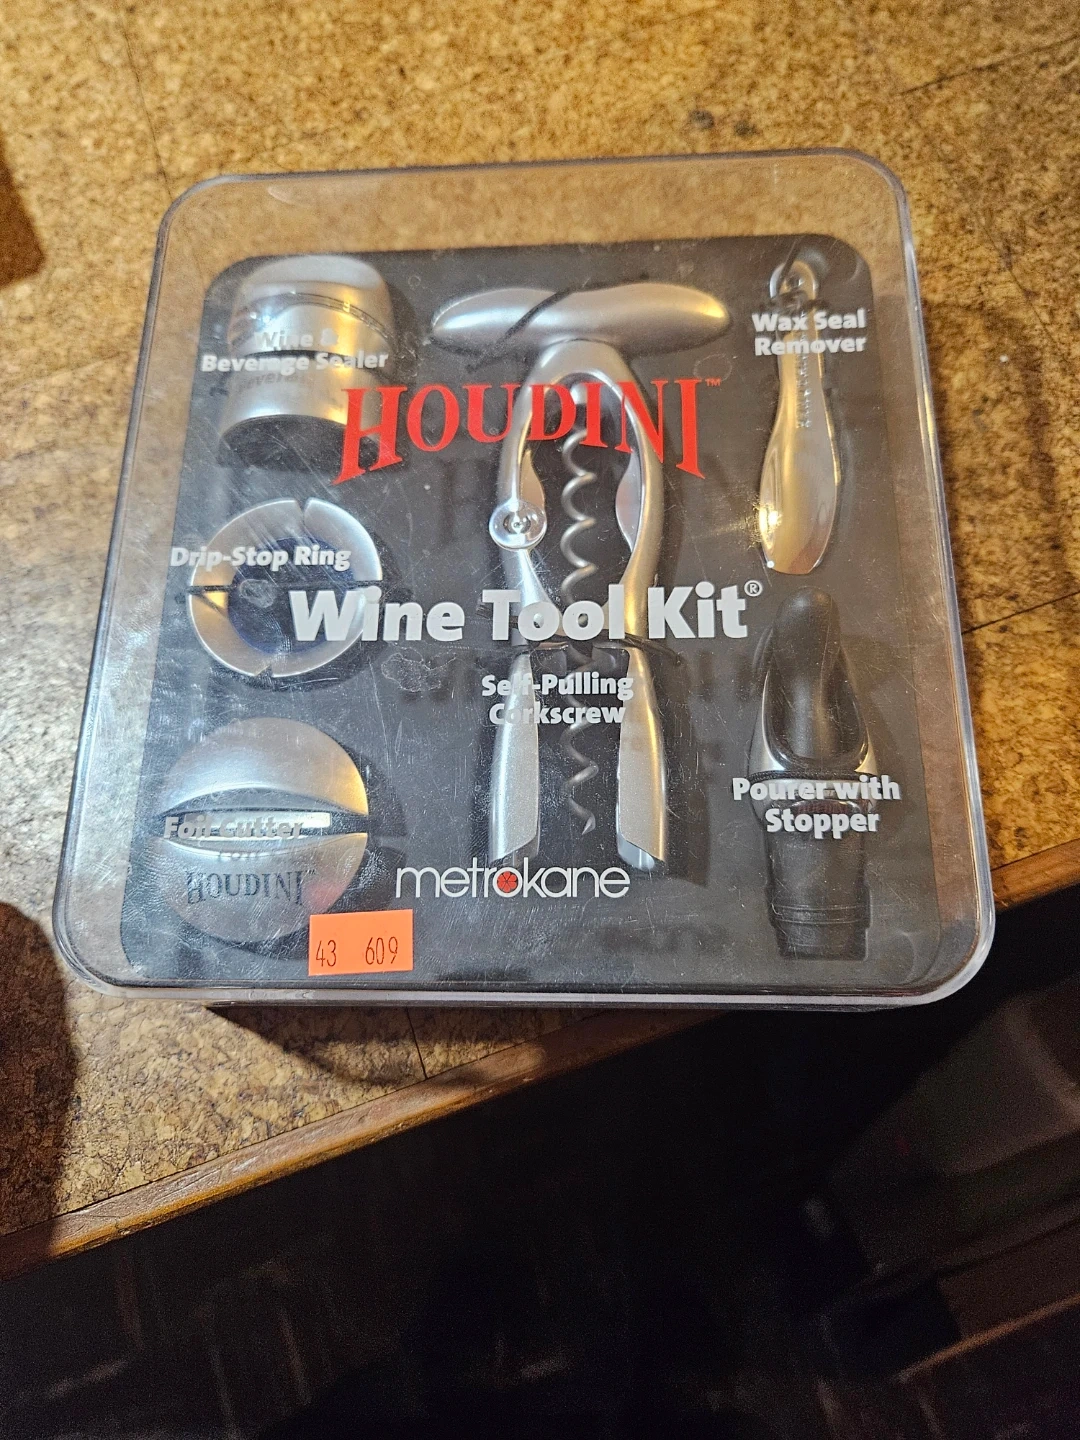 Wine &
Beverage Sealer
Wax Seal
Remover
HOUDINI™
Drip-Stop Ring
Wine Tool Kit®
Self-Pulling
Corkscrew
Pourer with
Stopper
Foil Cutter
HOUDINI™
metrokane
43 609